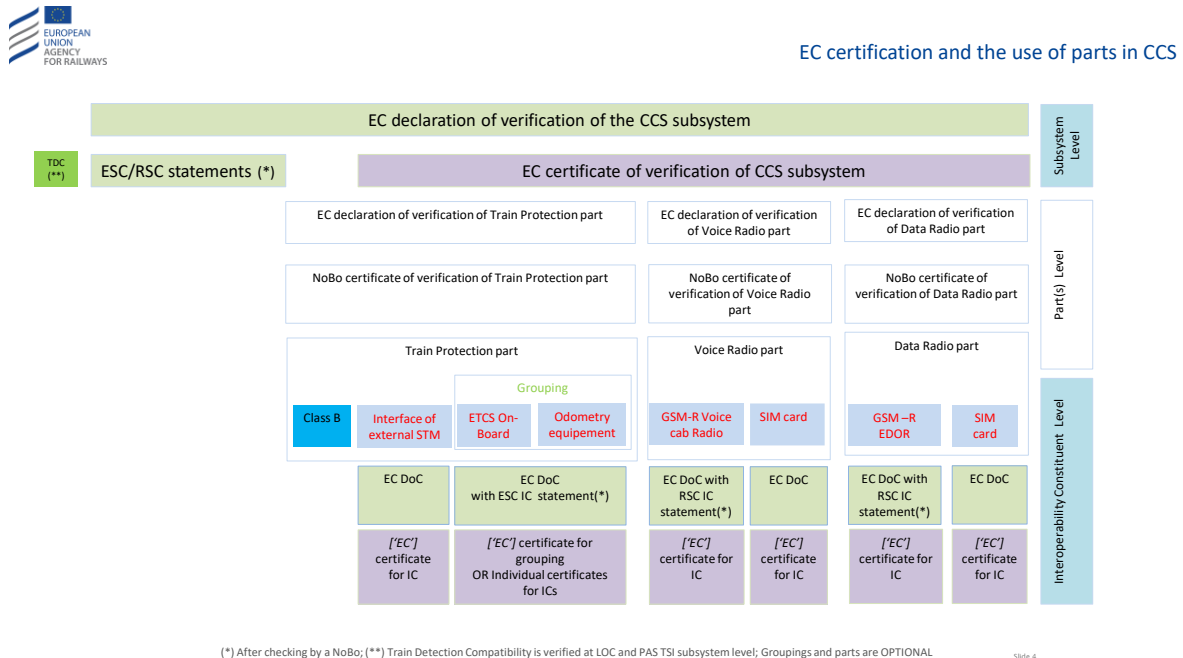 EUROPEAN
UNION
AGENCY
FOR RAILWAYS
EC certification and the use of parts in CCS
EC declaration of verification of the CCS subsystem
Subsystem
Level
TDC
(**)
ESC/RSC statements (*)
EC certificate of verification of CCS subsystem
EC declaration of verification of Train Protection part
EC declaration of verification
of Voice Radio part
EC declaration of verification
of Data Radio part
Part(s) Level
NoBo certificate of verification of Train Protection part
NoBo certificate of
verification of Voice Radio
part
NoBo certificate of
verification of Data Radio part
Train Protection part
Voice Radio part
Data Radio part
Grouping
Class B
Interface of
external STM
ETCS On-
Board
Odometry
equipement
GSM-R Voice
cab Radio
SIM card
GSM –R
EDOR
SIM
card
Interoperability Constituent Level
EC DoC
EC DoC
with ESC IC statement(*)
EC DoC with
RSC IC
statement(*)
EC DoC
EC DoC with
RSC IC
statement(*)
EC DoC
['EC']
certificate
for IC
['EC'] certificate for
grouping
OR Individual certificates
for ICs
['EC']
certificate for
IC
['EC']
certificate
for IC
['EC']
certificate for
IC
['EC']
certificate
for IC
(*) After checking by a NoBo; (**) Train Detection Compatibility is verified at LOC and PAS TSI subsystem level; Groupings and parts are OPTIONAL
Slide 4